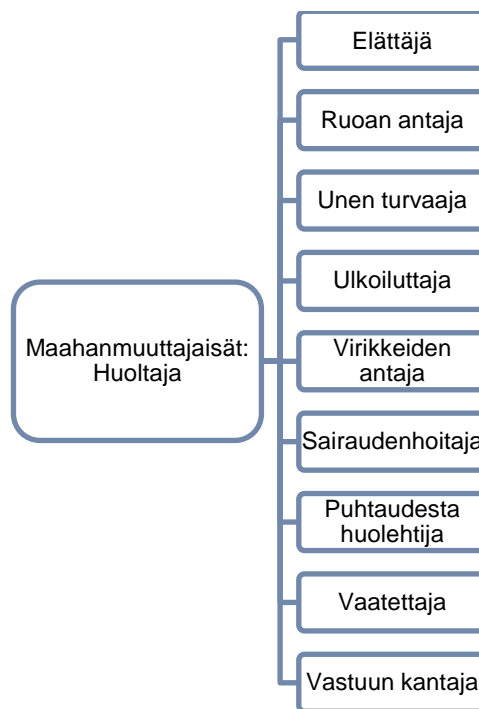 Elättäjä
Ruoan antaja
Unen turvaaja
Ulkoiluttaja
Maahanmuuttajaisät:
Huoltaja
Virikkeiden
antaja
Sairaudenhoitaja
Puhtaudesta
huolehtija
Vaatettaja
Vastuun kantaja